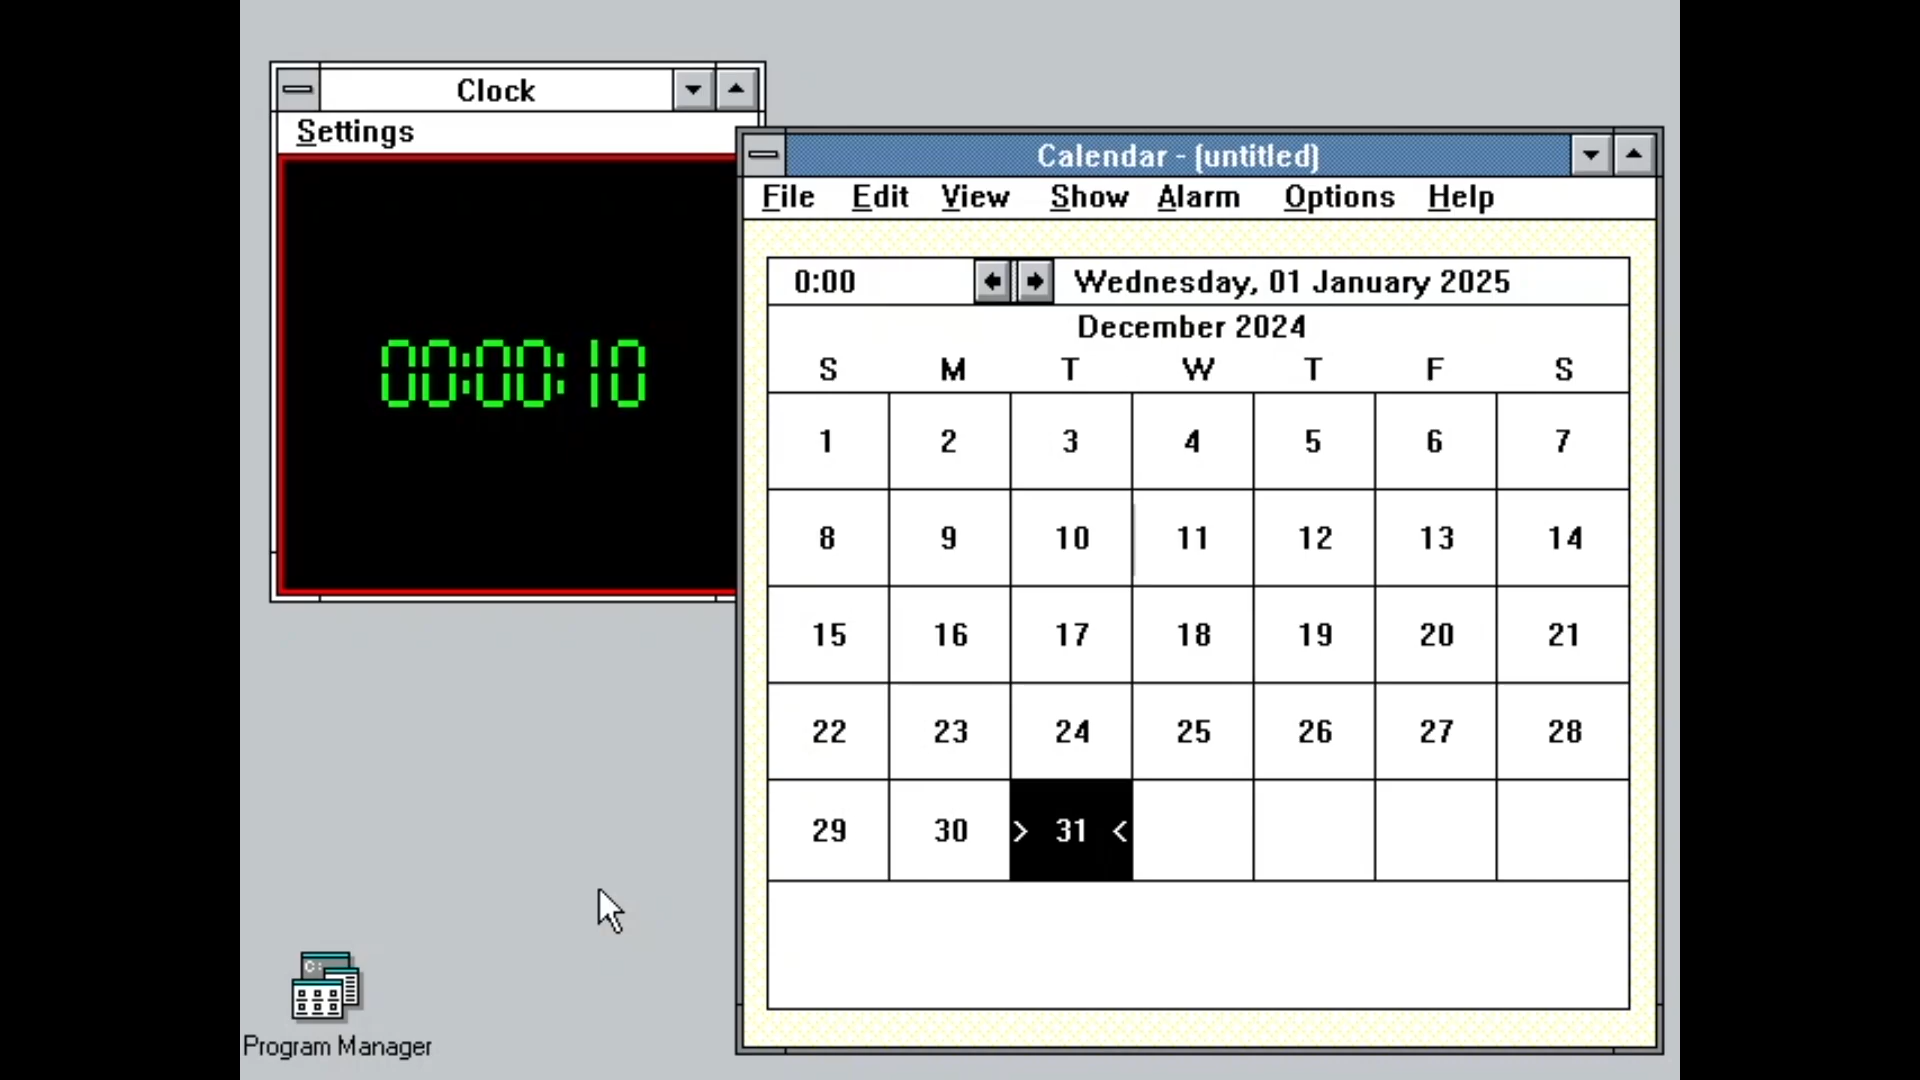 Clock
Settings
00:00:10
Calendar - (untitled)
File Edit View Show Alarm Options Help
0:00 Wednesday, 01 January 2025
December 2024
S M T W T F S
1 2 3 4 5 6 7
8 9 10 11 12 13 14
15 16 17 18 19 20 21
22 23 24 25 26 27 28
29 30 > 31 <
C:
Program Manager